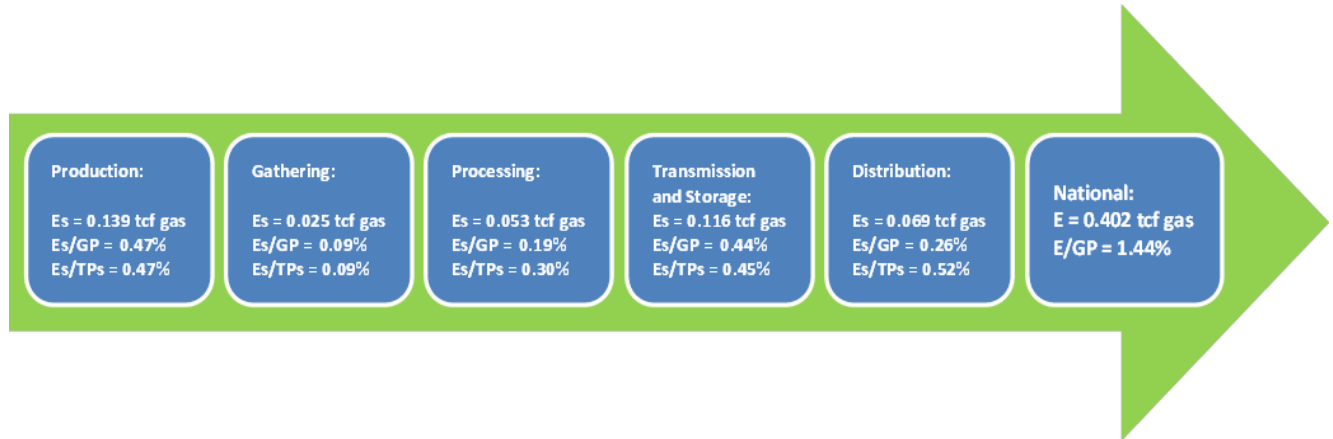 Production:
Es = 0.139 tcf gas
Es/GP = 0.47%
Es/TPs = 0.47%
Gathering:
Es = 0.025 tcf gas
Es/GP = 0.09%
Es/TPs = 0.09%
Processing:
Es = 0.053 tcf gas
Es/GP = 0.19%
Es/TPs = 0.30%
Transmission
and Storage:
Es = 0.116 tcf gas
Es/GP = 0.44%
Es/TPs = 0.45%
Distribution:
Es = 0.069 tcf gas
Es/GP = 0.26%
Es/TPs = 0.52%
National:
E = 0.402 tcf gas
E/GP = 1.44%